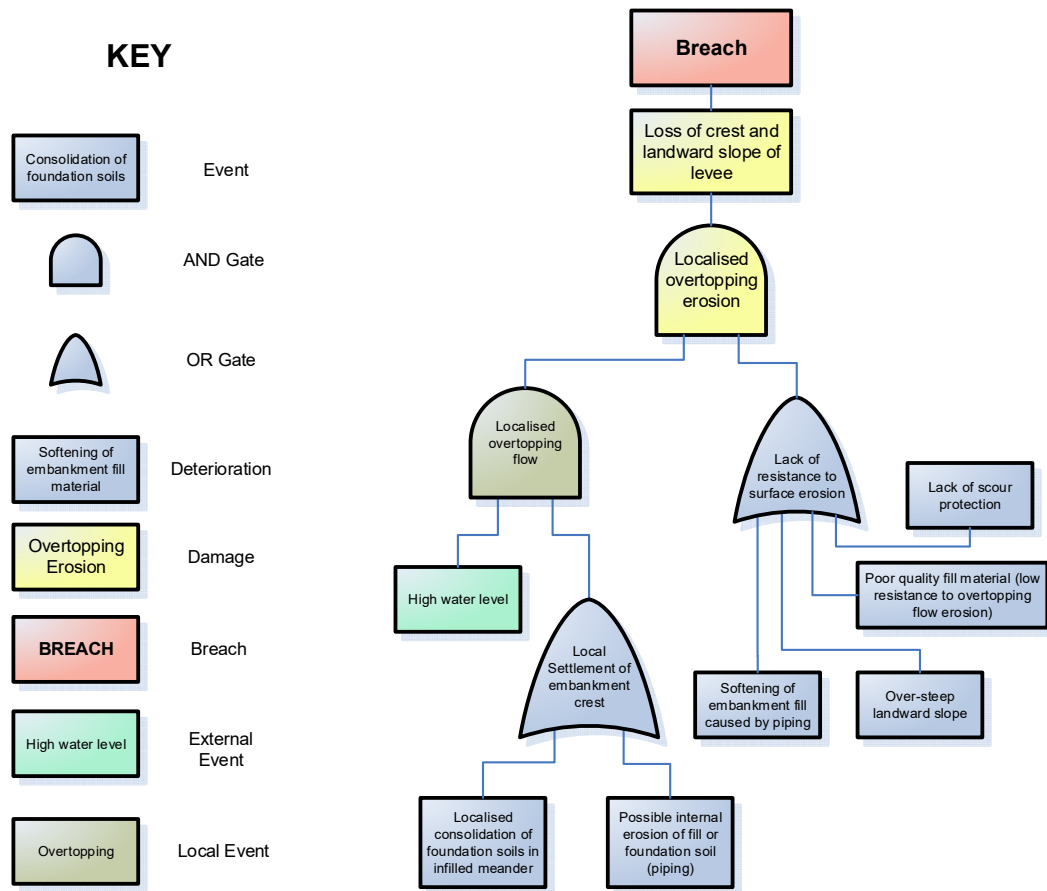 KEY
Consolidation of
foundation soils
Event
AND Gate
OR Gate
Softening of
embankment fill
material
Deterioration
Overtopping
Erosion
Damage
BREACH
Breach
High water level
External
Event
Overtopping
Local Event
Breach
Loss of crest and
landward slope of
levee
Localised
overtopping
erosion
Localised
overtopping
flow
Lack of
resistance to
surface erosion
Lack of scour
protection
High water level
Poor quality fill material (low
resistance to overtopping
flow erosion)
Local
Settlement of
embankment
crest
Softening of
embankment fill
caused by piping
Over-steep
landward slope
Localised
consolidation of
foundation soils in
infilled meander
Possible internal
erosion of fill or
foundation soil
(piping)